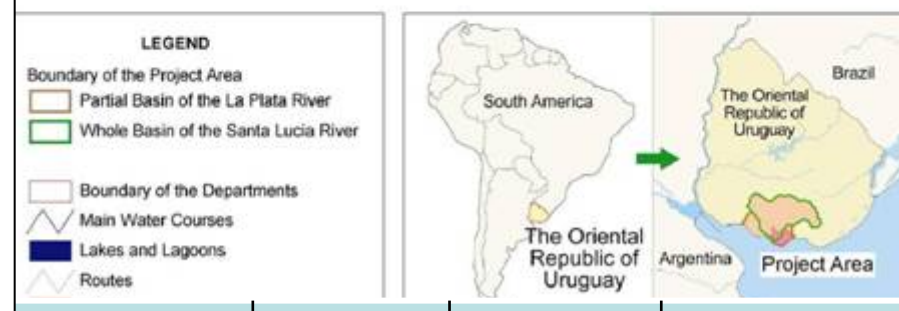 LEGEND
Boundary of the Project Area
Partial Basin of the La Plata River
Whole Basin of the Santa Lucia River
Boundary of the Departments
Main Water Courses
Lakes and Lagoons
Routes
South America
The Oriental
Republic of
Uruguay
Brazil
The Oriental
Republic of
Uruguay
Argentina
Project Area